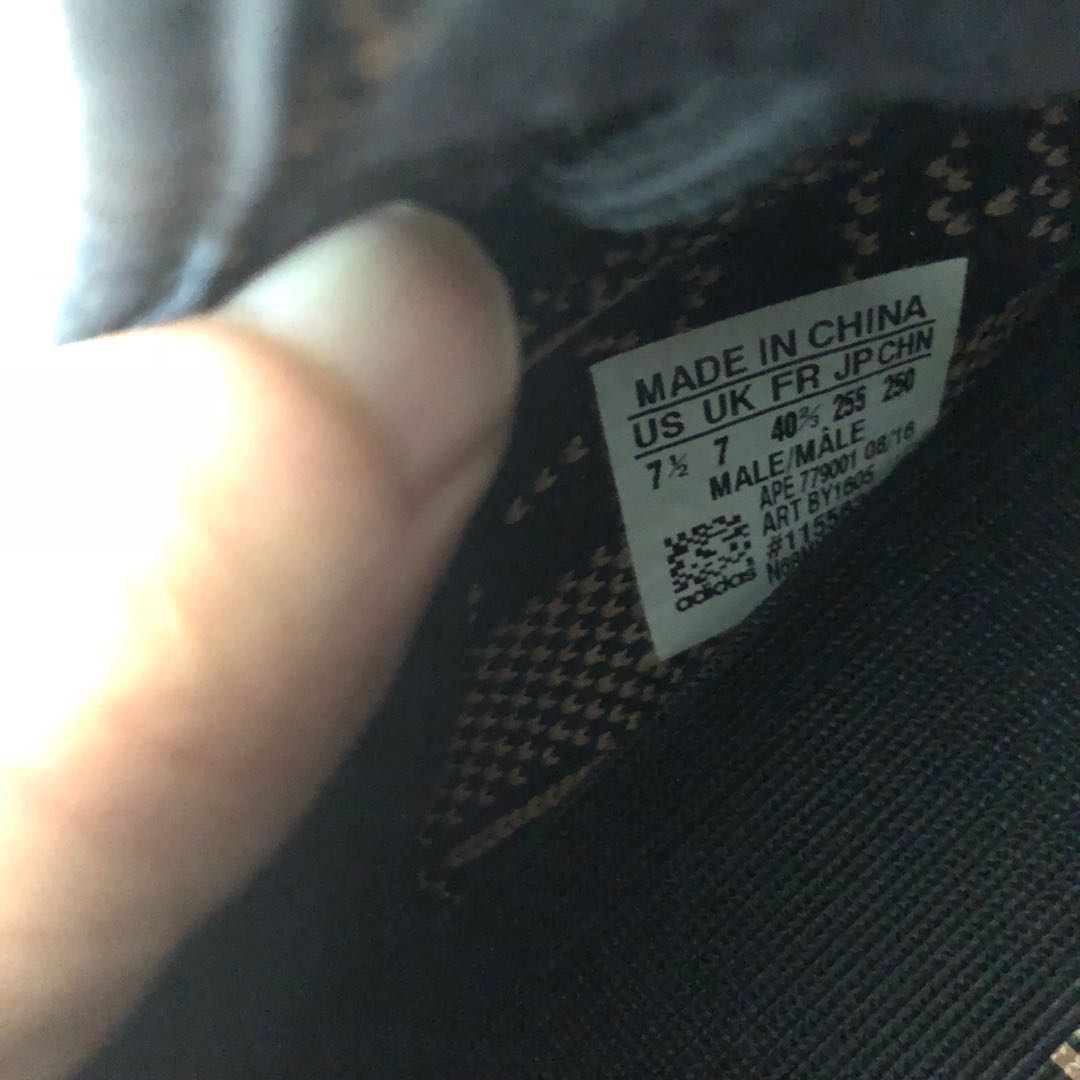 MADE IN CHINA
US UK FR JP CHN
7½ 7 40⅔ 255 250
MALE/MÂLE
APE 779001 08/16
ART BY1605
adidas